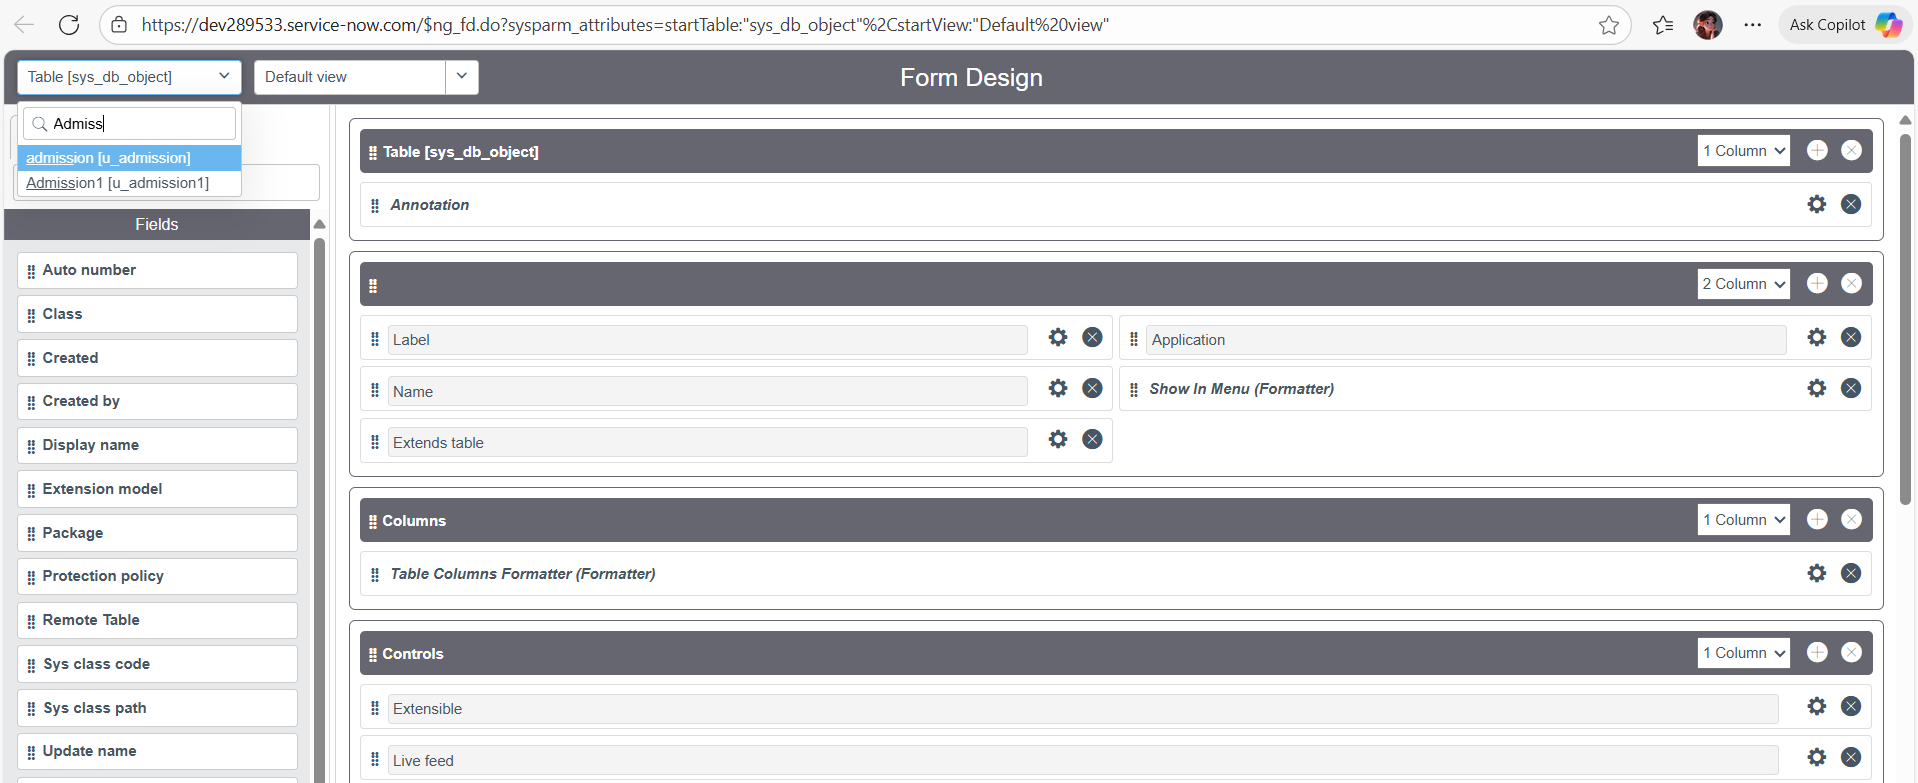 https://dev289533.service-now.com/$ng_fd.do?sysparm_attributes=startTable:"sys_db_object"%2CstartView:"Default%20view"
Ask Copilot
Table [sys_db_object]
Default view
Form Design
Admiss
admission [u_admission]
Admission1 [u_admission1]
Fields
Auto number
Class
Created
Created by
Display name
Extension model
Package
Protection policy
Remote Table
Sys class code
Sys class path
Update name
Table [sys_db_object]
1 Column
Annotation
2 Column
Label
Application
Name
Show In Menu (Formatter)
Extends table
Columns
1 Column
Table Columns Formatter (Formatter)
Controls
1 Column
Extensible
Live feed